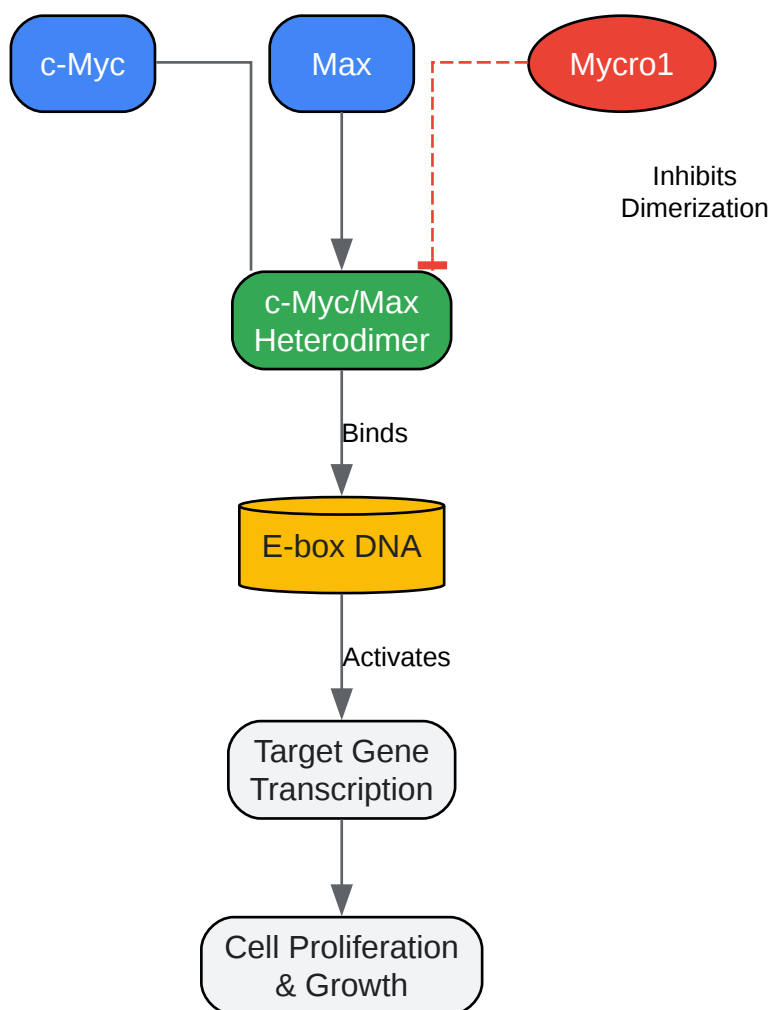 c-Myc
Max
Mycro1
Inhibits
Dimerization
c-Myc/Max
Heterodimer
Binds
E-box DNA
Activates
Target Gene
Transcription
Cell Proliferation
& Growth